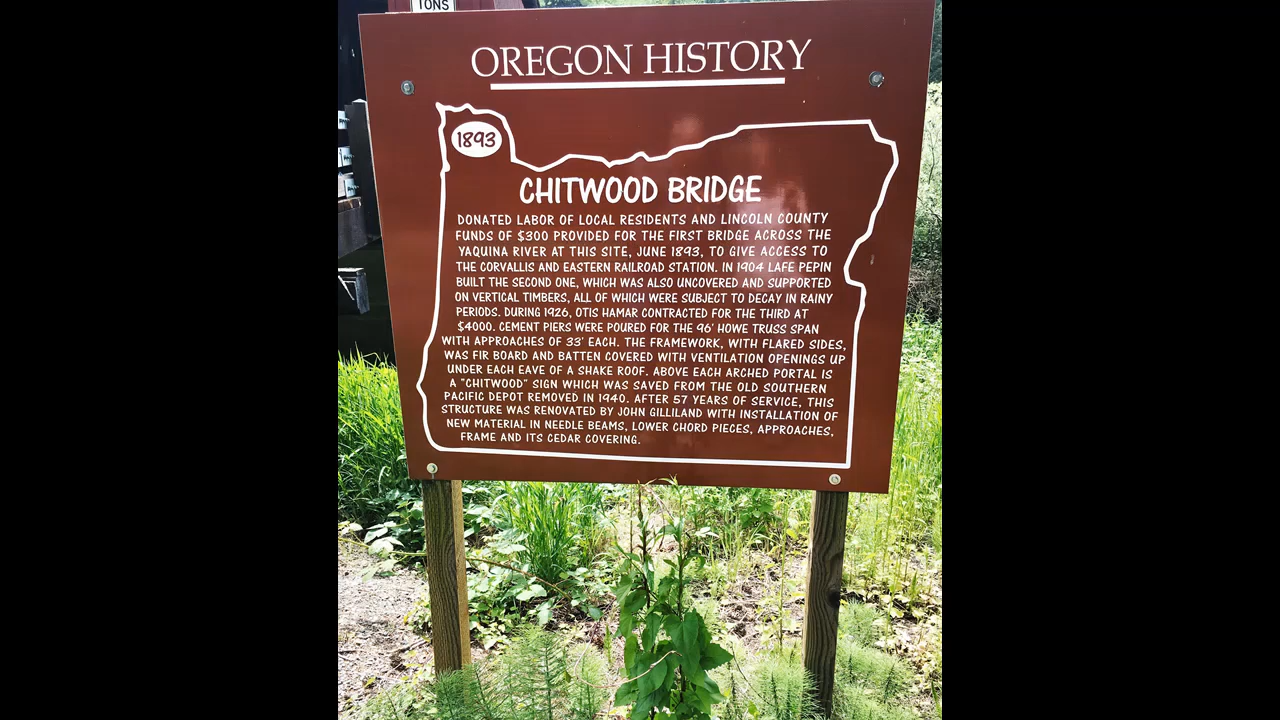 TONS
OREGON HISTORY
1893
CHITWOOD BRIDGE
DONATED LABOR OF LOCAL RESIDENTS AND LINCOLN COUNTY
FUNDS OF $300 PROVIDED FOR THE FIRST BRIDGE ACROSS THE
YAQUINA RIVER AT THIS SITE, JUNE 1893, TO GIVE ACCESS TO
THE CORVALLIS AND EASTERN RAILROAD STATION. IN 1904 LAFE PEPIN
BUILT THE SECOND ONE, WHICH WAS ALSO UNCOVERED AND SUPPORTED
ON VERTICAL TIMBERS, ALL OF WHICH WERE SUBJECT TO DECAY IN RAINY
PERIODS. DURING 1926, OTIS HAMAR CONTRACTED FOR THE THIRD AT
$4000. CEMENT PIERS WERE POURED FOR THE 96' HOWE TRUSS SPAN
WITH APPROACHES OF 33' EACH. THE FRAMEWORK, WITH FLARED SIDES,
WAS FIR BOARD AND BATTEN COVERED WITH VENTILATION OPENINGS UP
UNDER EACH EAVE OF A SHAKE ROOF. ABOVE EACH ARCHED PORTAL IS
A "CHITWOOD" SIGN WHICH WAS SAVED FROM THE OLD SOUTHERN
PACIFIC DEPOT REMOVED IN 1940. AFTER 57 YEARS OF SERVICE, THIS
STRUCTURE WAS RENOVATED BY JOHN GILLILAND WITH INSTALLATION OF
NEW MATERIAL IN NEEDLE BEAMS, LOWER CHORD PIECES, APPROACHES,
FRAME AND ITS CEDAR COVERING.